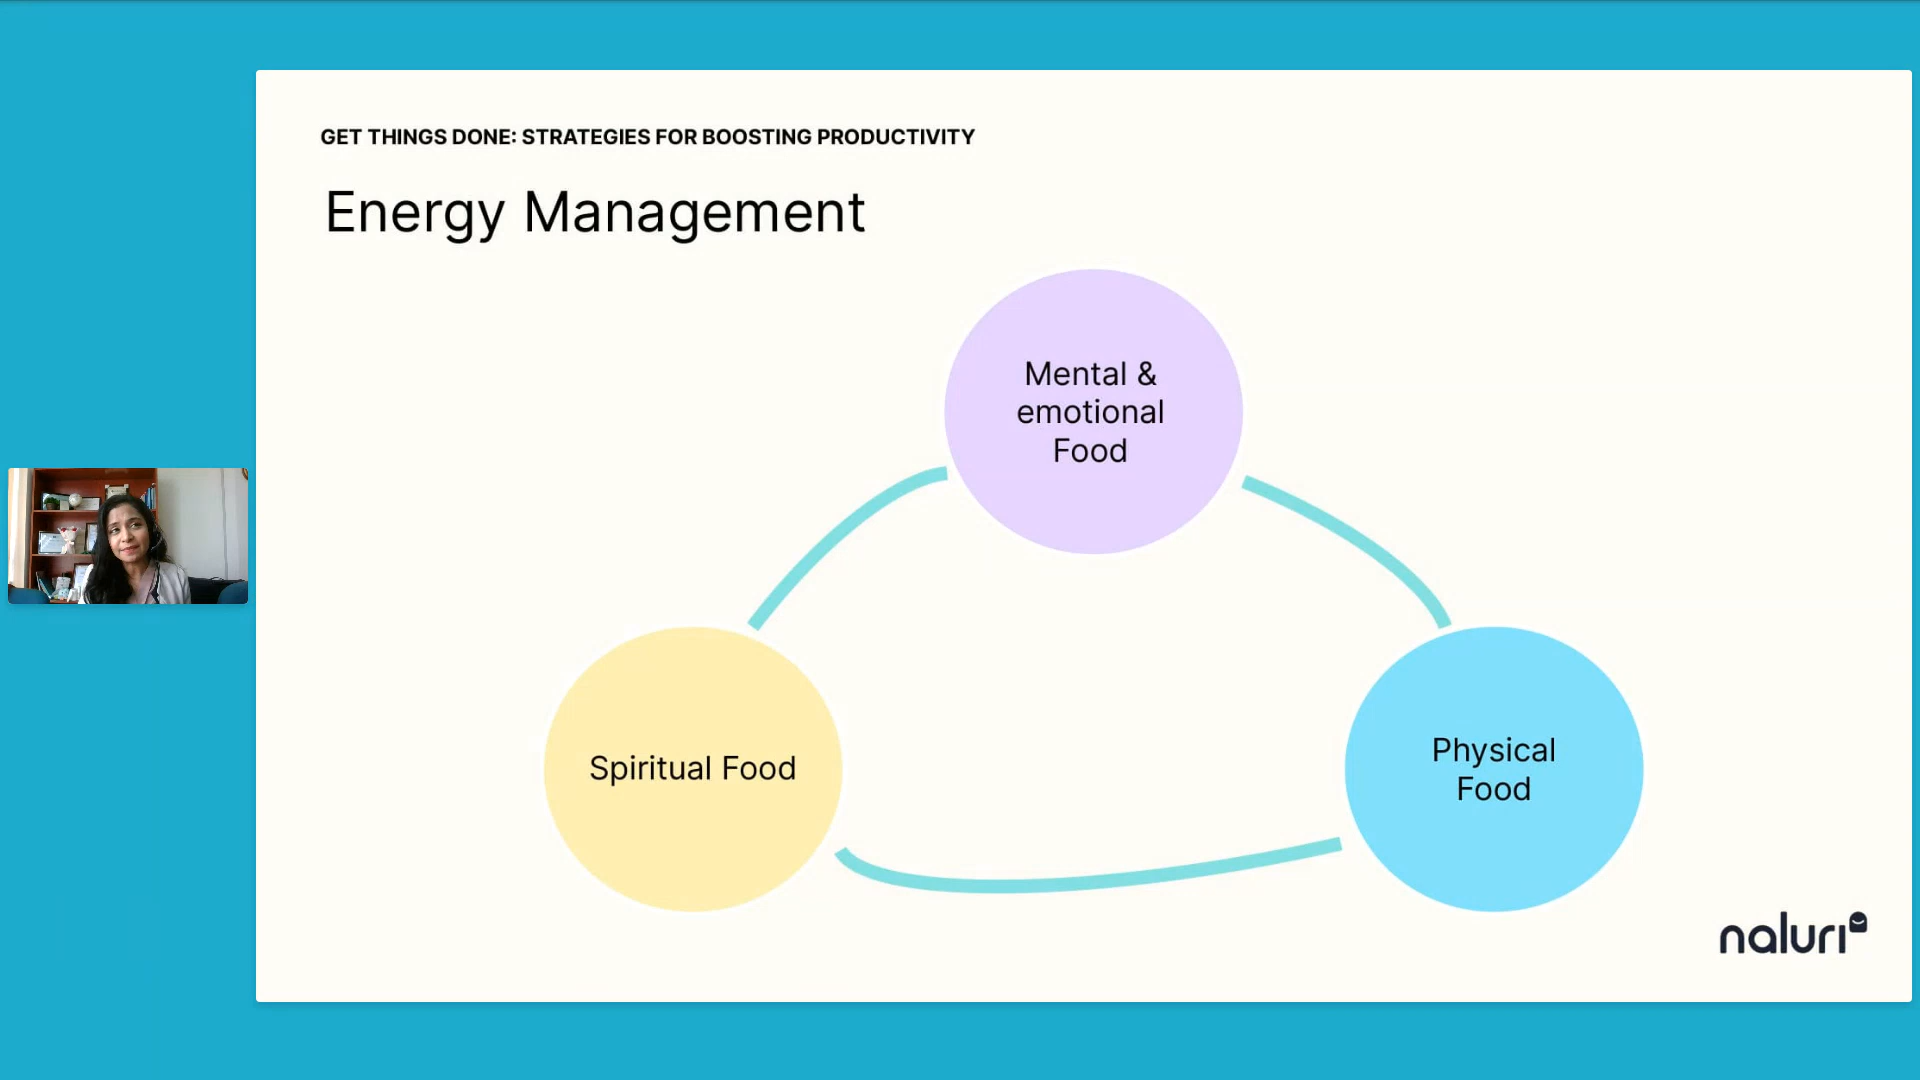 GET THINGS DONE: STRATEGIES FOR BOOSTING PRODUCTIVITY
Energy Management
Mental &
emotional
Food
Spiritual Food
Physical
Food
naluri